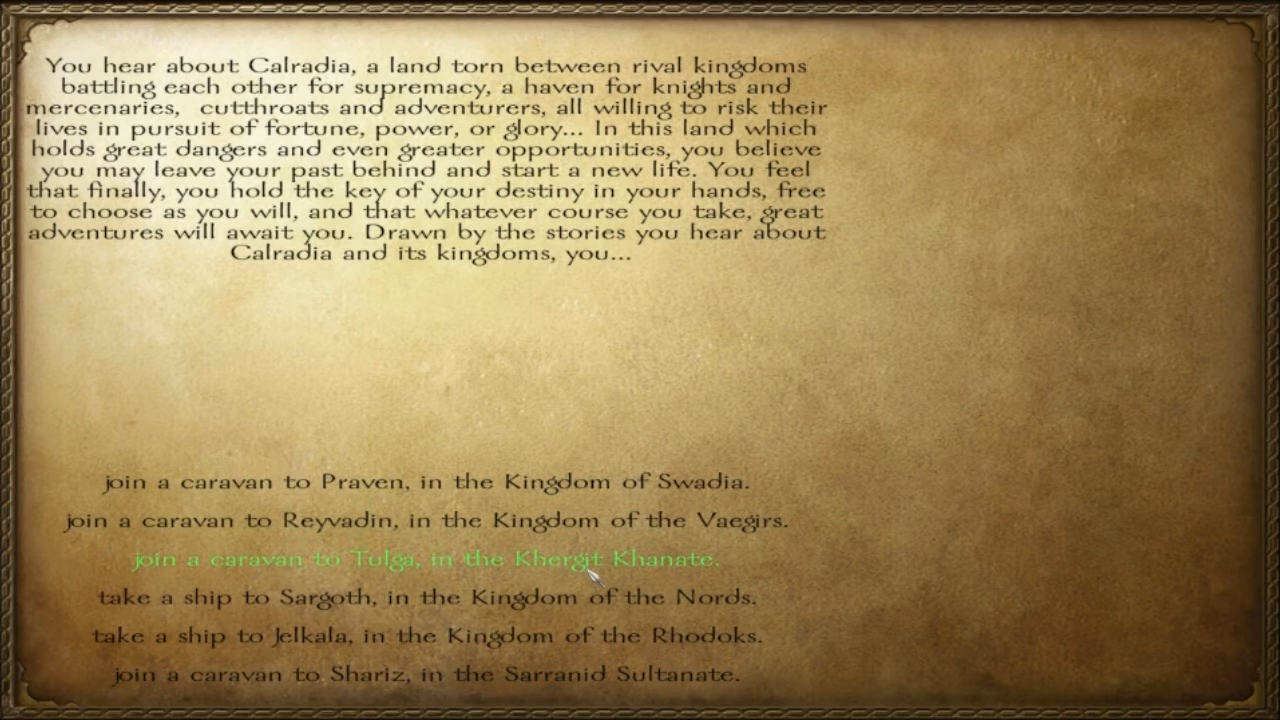 You hear about Calradia, a land torn between rival kingdoms
battling each other for supremacy, a haven for knights and
mercenaries,  cutthroats and adventurers, all willing to risk their
lives in pursuit of fortune, power, or glory... In this land which
holds great dangers and even greater opportunities, you believe
you may leave your past behind and start a new life. You feel
that finally, you hold the key of your destiny in your hands, free
to choose as you will, and that whatever course you take, great
adventures will await you. Drawn by the stories you hear about
Calradia and its kingdoms, you...
join a caravan to Praven, in the Kingdom of Swadia.
join a caravan to Reyvadin, in the Kingdom of the Vaegirs.
join a caravan to Tulga, in the Khergit Khanate.
take a ship to Sargoth, in the Kingdom of the Nords.
take a ship to Jelkala, in the Kingdom of the Rhodoks.
join a caravan to Shariz, in the Sarranid Sultanate.